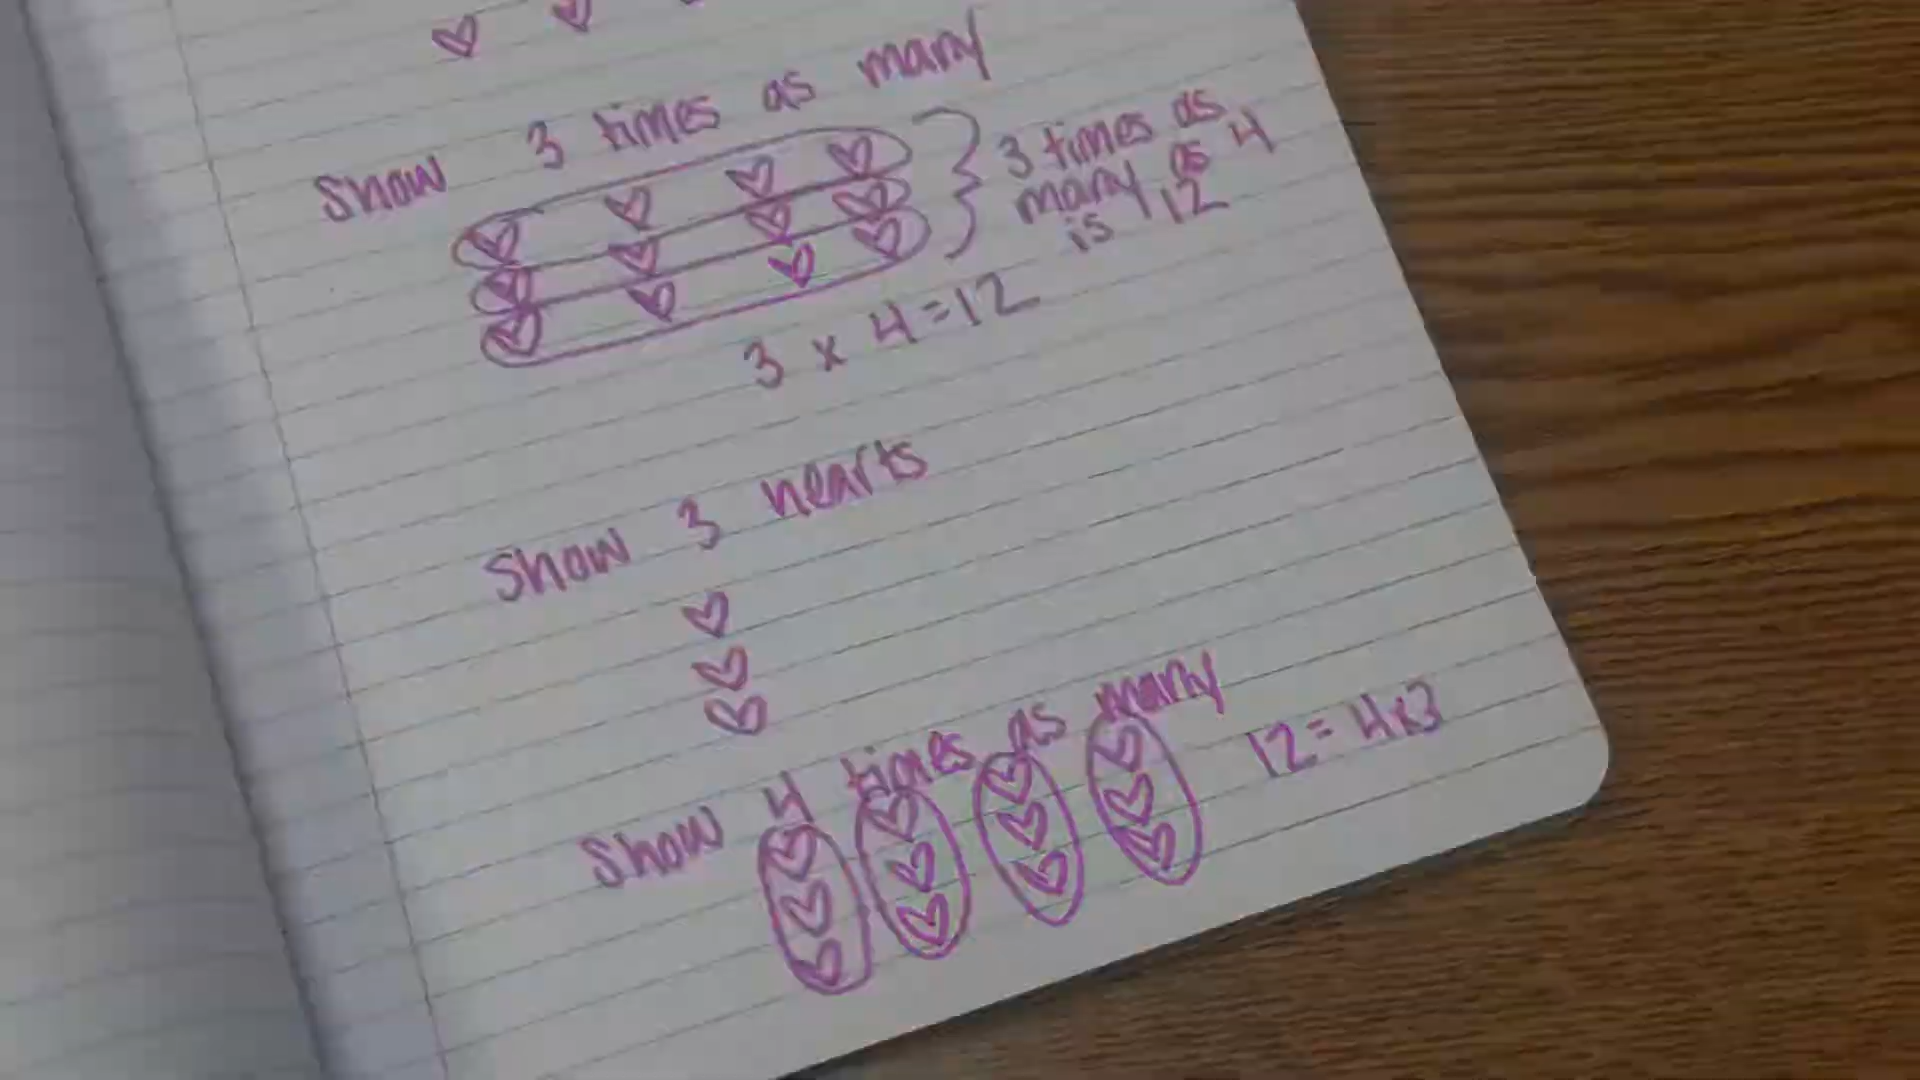 Show 3 times as many
3 times as
many as 4
is 12
3 x 4 = 12
Show 3 hearts
Show 4 times as many
12 = 4x3